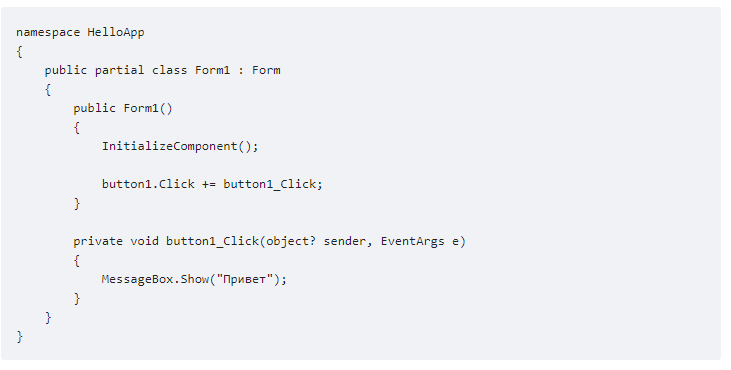 namespace HelloApp
{
    public partial class Form1 : Form
    {
        public Form1()
        {
            InitializeComponent();

            button1.Click += button1_Click;
        }

        private void button1_Click(object? sender, EventArgs e)
        {
            MessageBox.Show("Привет");
        }
    }
}